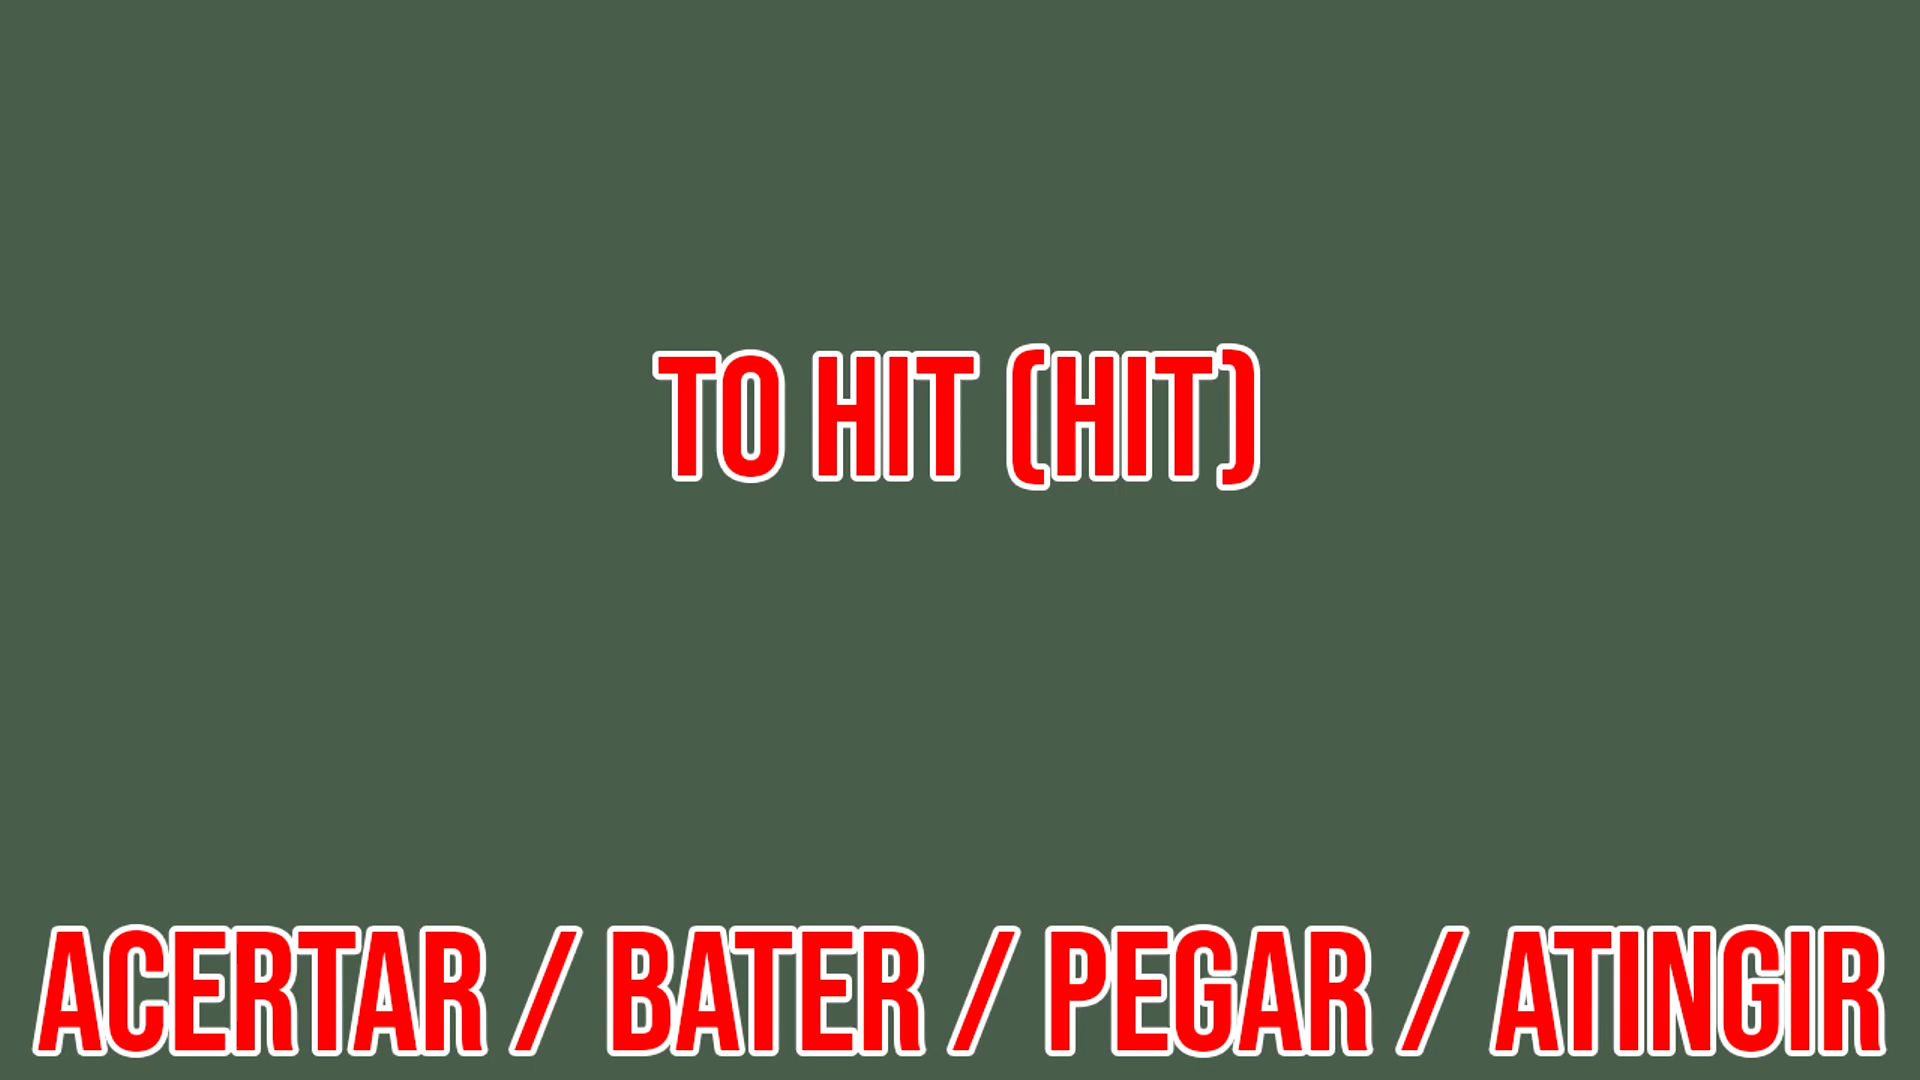 TO HIT (HIT)
ACERTAR / BATER / PEGAR / ATINGIR